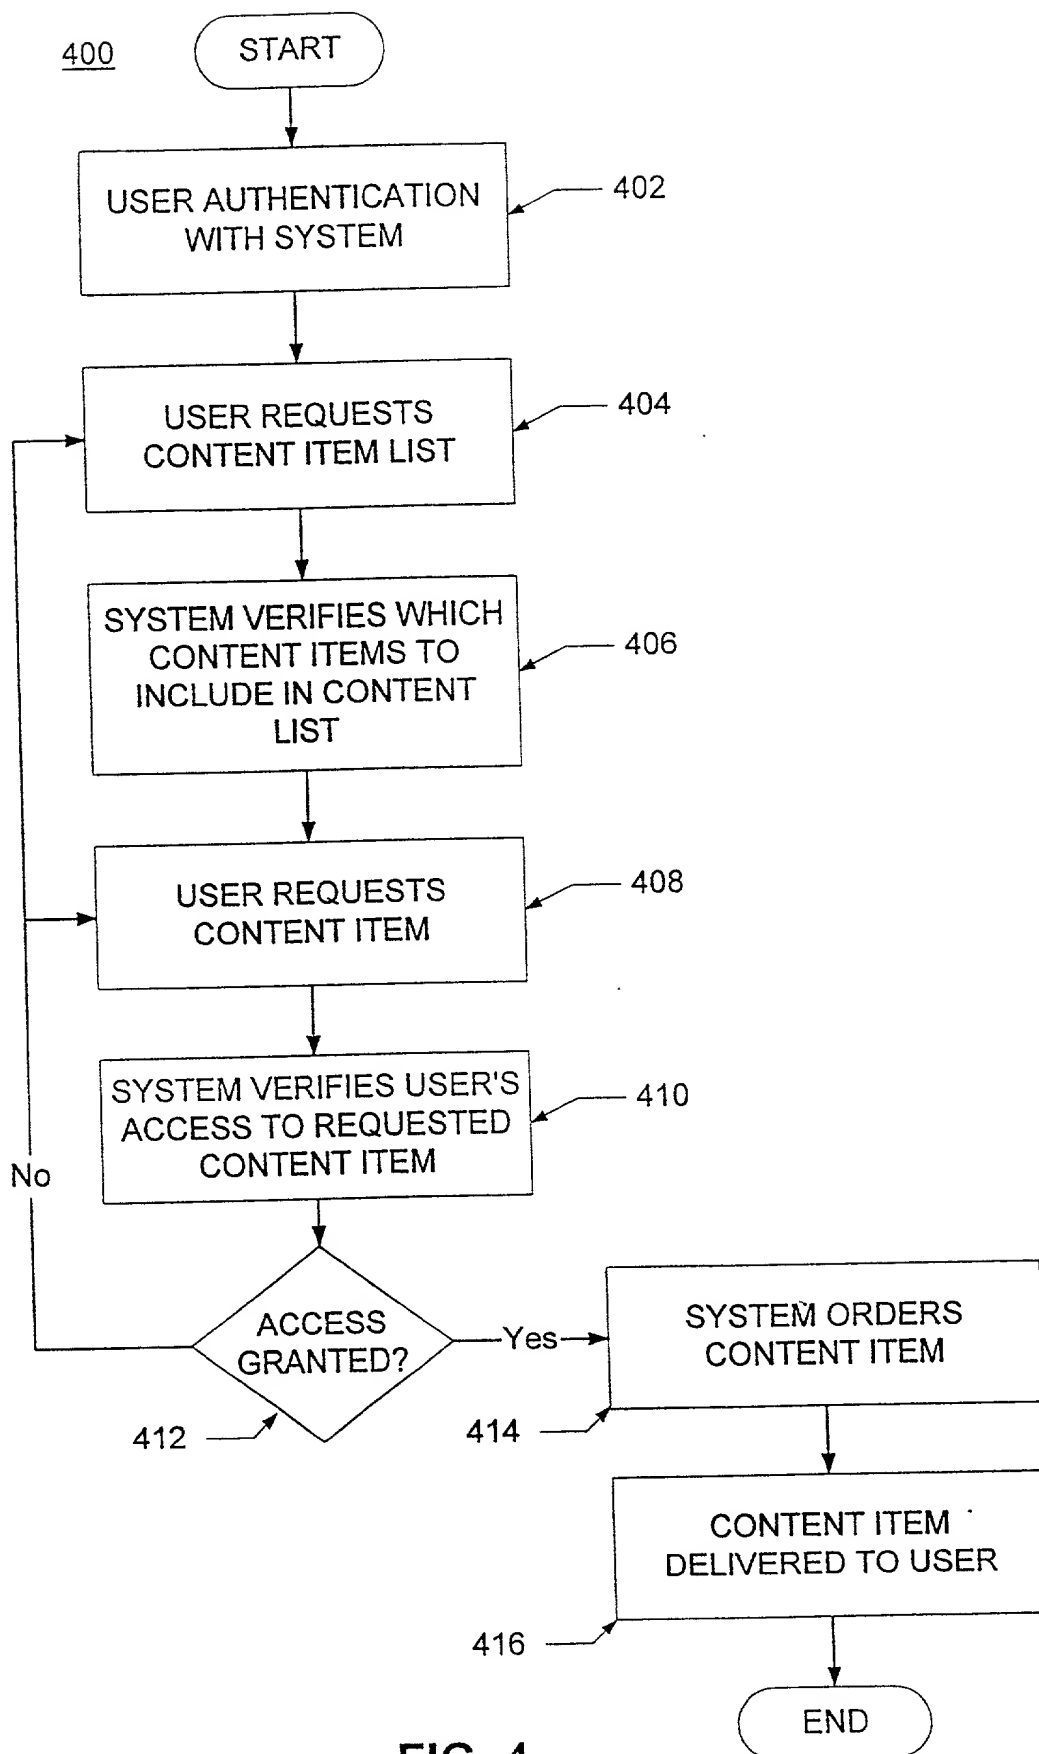 400
START
USER AUTHENTICATION
WITH SYSTEM
402
USER REQUESTS
CONTENT ITEM LIST
404
SYSTEM VERIFIES WHICH
CONTENT ITEMS TO
INCLUDE IN CONTENT
LIST
406
USER REQUESTS
CONTENT ITEM
408
SYSTEM VERIFIES USER'S
ACCESS TO REQUESTED
CONTENT ITEM
410
No
ACCESS
GRANTED?
412
Yes
SYSTEM ORDERS
CONTENT ITEM
414
CONTENT ITEM
DELIVERED TO USER
416
END
FIG. 4